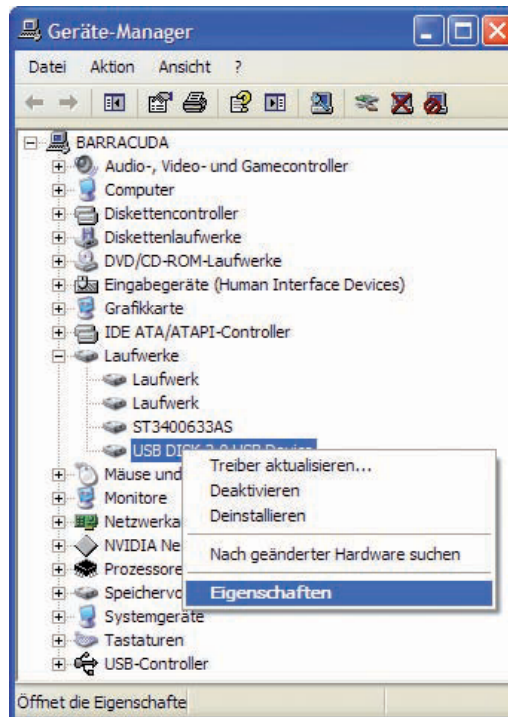 Geräte-Manager
Datei Aktion Ansicht ?
BARRACUDA
Audio-, Video- und Gamecontroller
Computer
Diskettencontroller
Diskettenlaufwerke
DVD/CD-ROM-Laufwerke
Eingabegeräte (Human Interface Devices)
Grafikkarte
IDE ATA/ATAPI-Controller
Laufwerke
Laufwerk
Laufwerk
ST3400633AS
USB DISK 2.0 USB Device
Mäuse und
Monitore
Netzwerka
NVIDIA Ne
Prozessore
Speichervo
Systemgeräte
Tastaturen
USB-Controller
Treiber aktualisieren...
Deaktivieren
Deinstallieren
Nach geänderter Hardware suchen
Eigenschaften
Öffnet die Eigenschafte